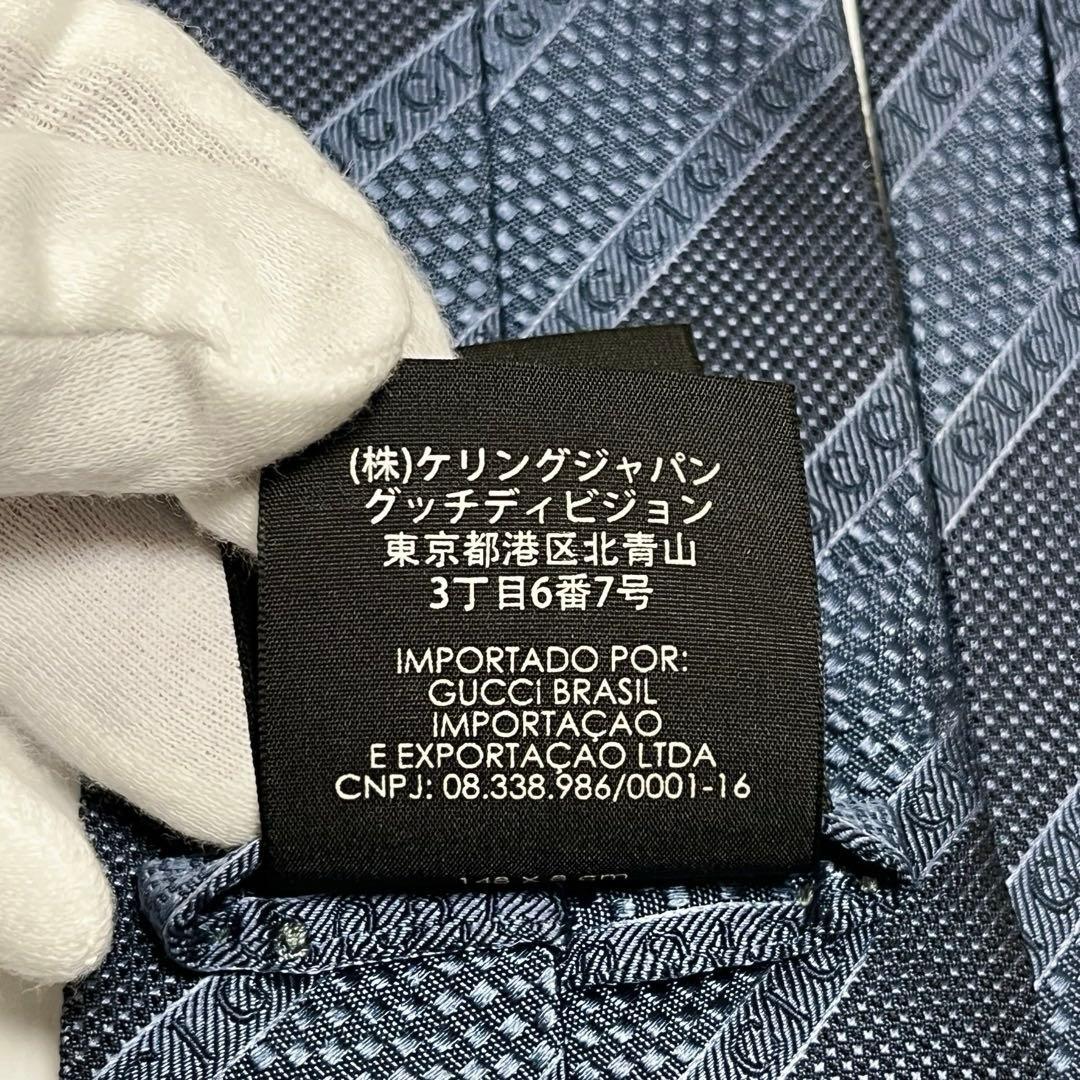 (株)ケリングジャパン
グッチディビジョン
東京都港区北青山
3丁目6番7号
IMPORTADO POR:
GUCCI BRASIL
IMPORTAÇAO
E EXPORTAÇAO LTDA
CNPJ: 08.338.986/0001-16